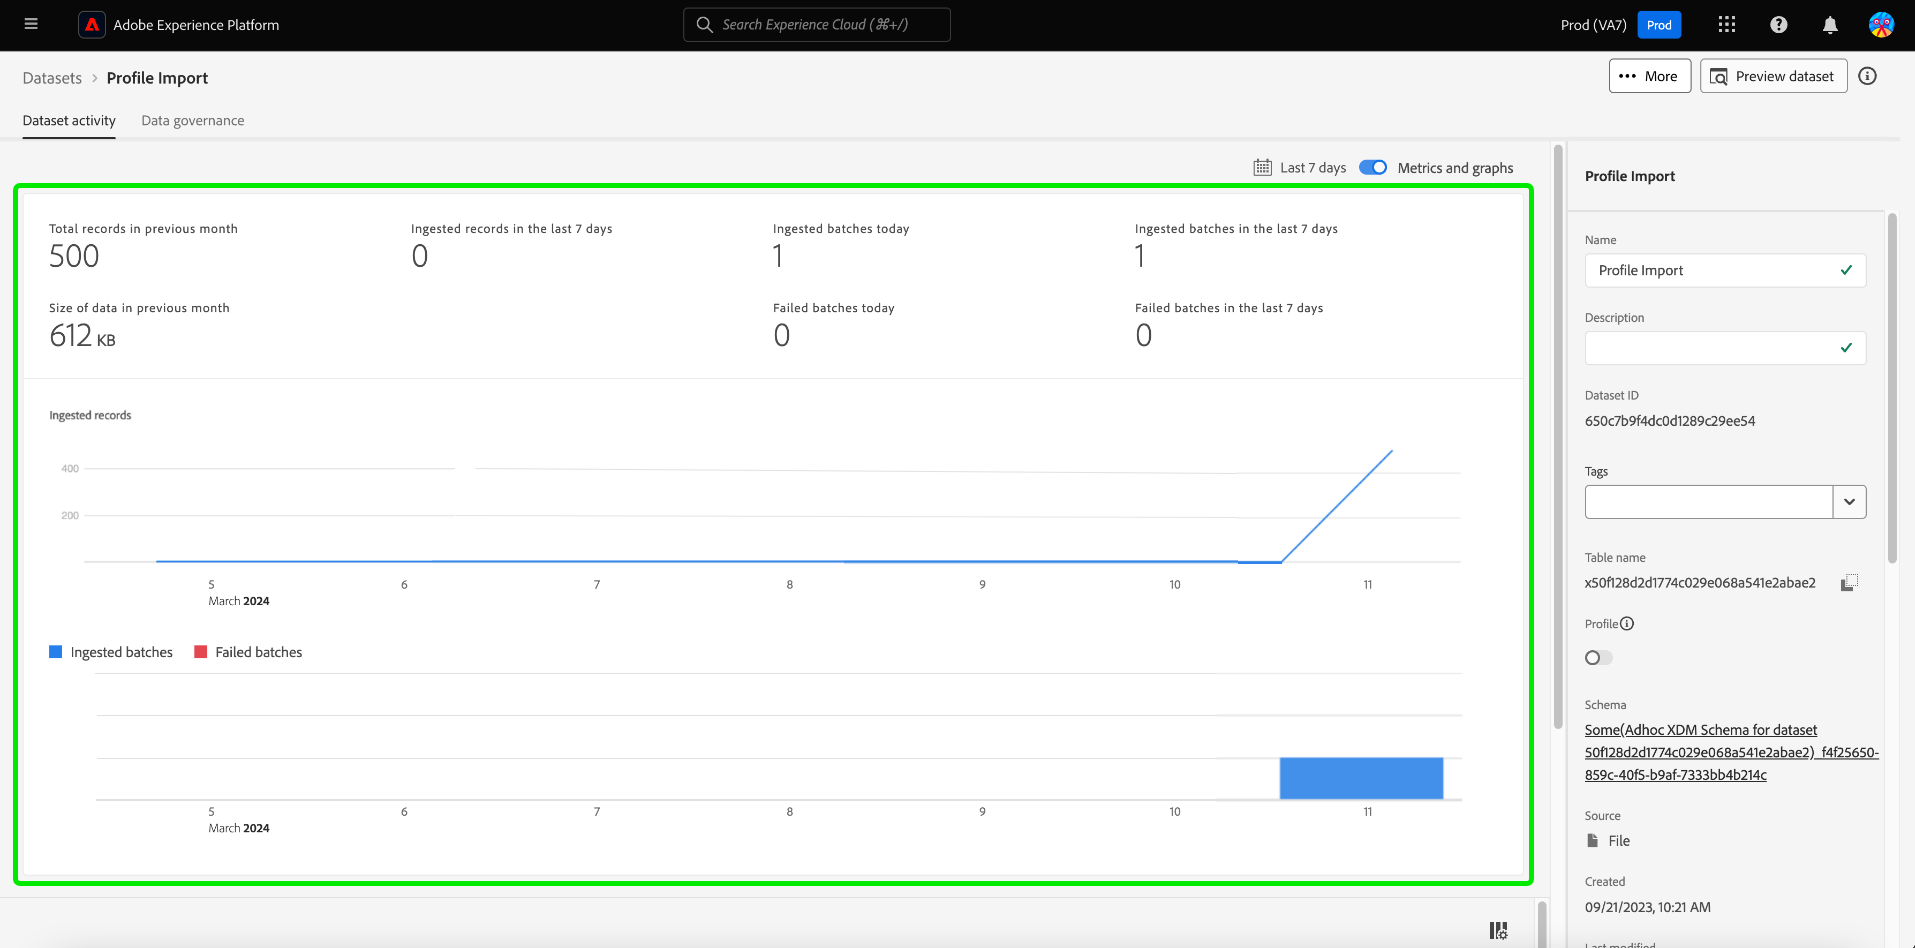 Adobe Experience Platform
Search Experience Cloud (⌘+/)
Prod (VA7)
Prod
Datasets > Profile Import
More
Preview dataset
Dataset activity
Data governance
Last 7 days
Metrics and graphs
Total records in previous month
500
Ingested records in the last 7 days
0
Ingested batches today
1
Ingested batches in the last 7 days
1
Size of data in previous month
612 KB
Failed batches today
0
Failed batches in the last 7 days
0
Ingested records
400
200
5 6 7 8 9 10 11
March 2024
Ingested batches
Failed batches
5 6 7 8 9 10 11
March 2024
Profile Import
Name
Profile Import
Description
Dataset ID
650c7b9f4dc0d1289c29ee54
Tags
Table name
x50f128d2d1774c029e068a541e2abae2
Profile
Schema
Some(Adhoc XDM Schema for dataset
50f128d2d1774c029e068a541e2abae2)_f4f25650-
859c-40f5-b9af-7333bb4b214c
Source
File
Created
09/21/2023, 10:21 AM
Last modified